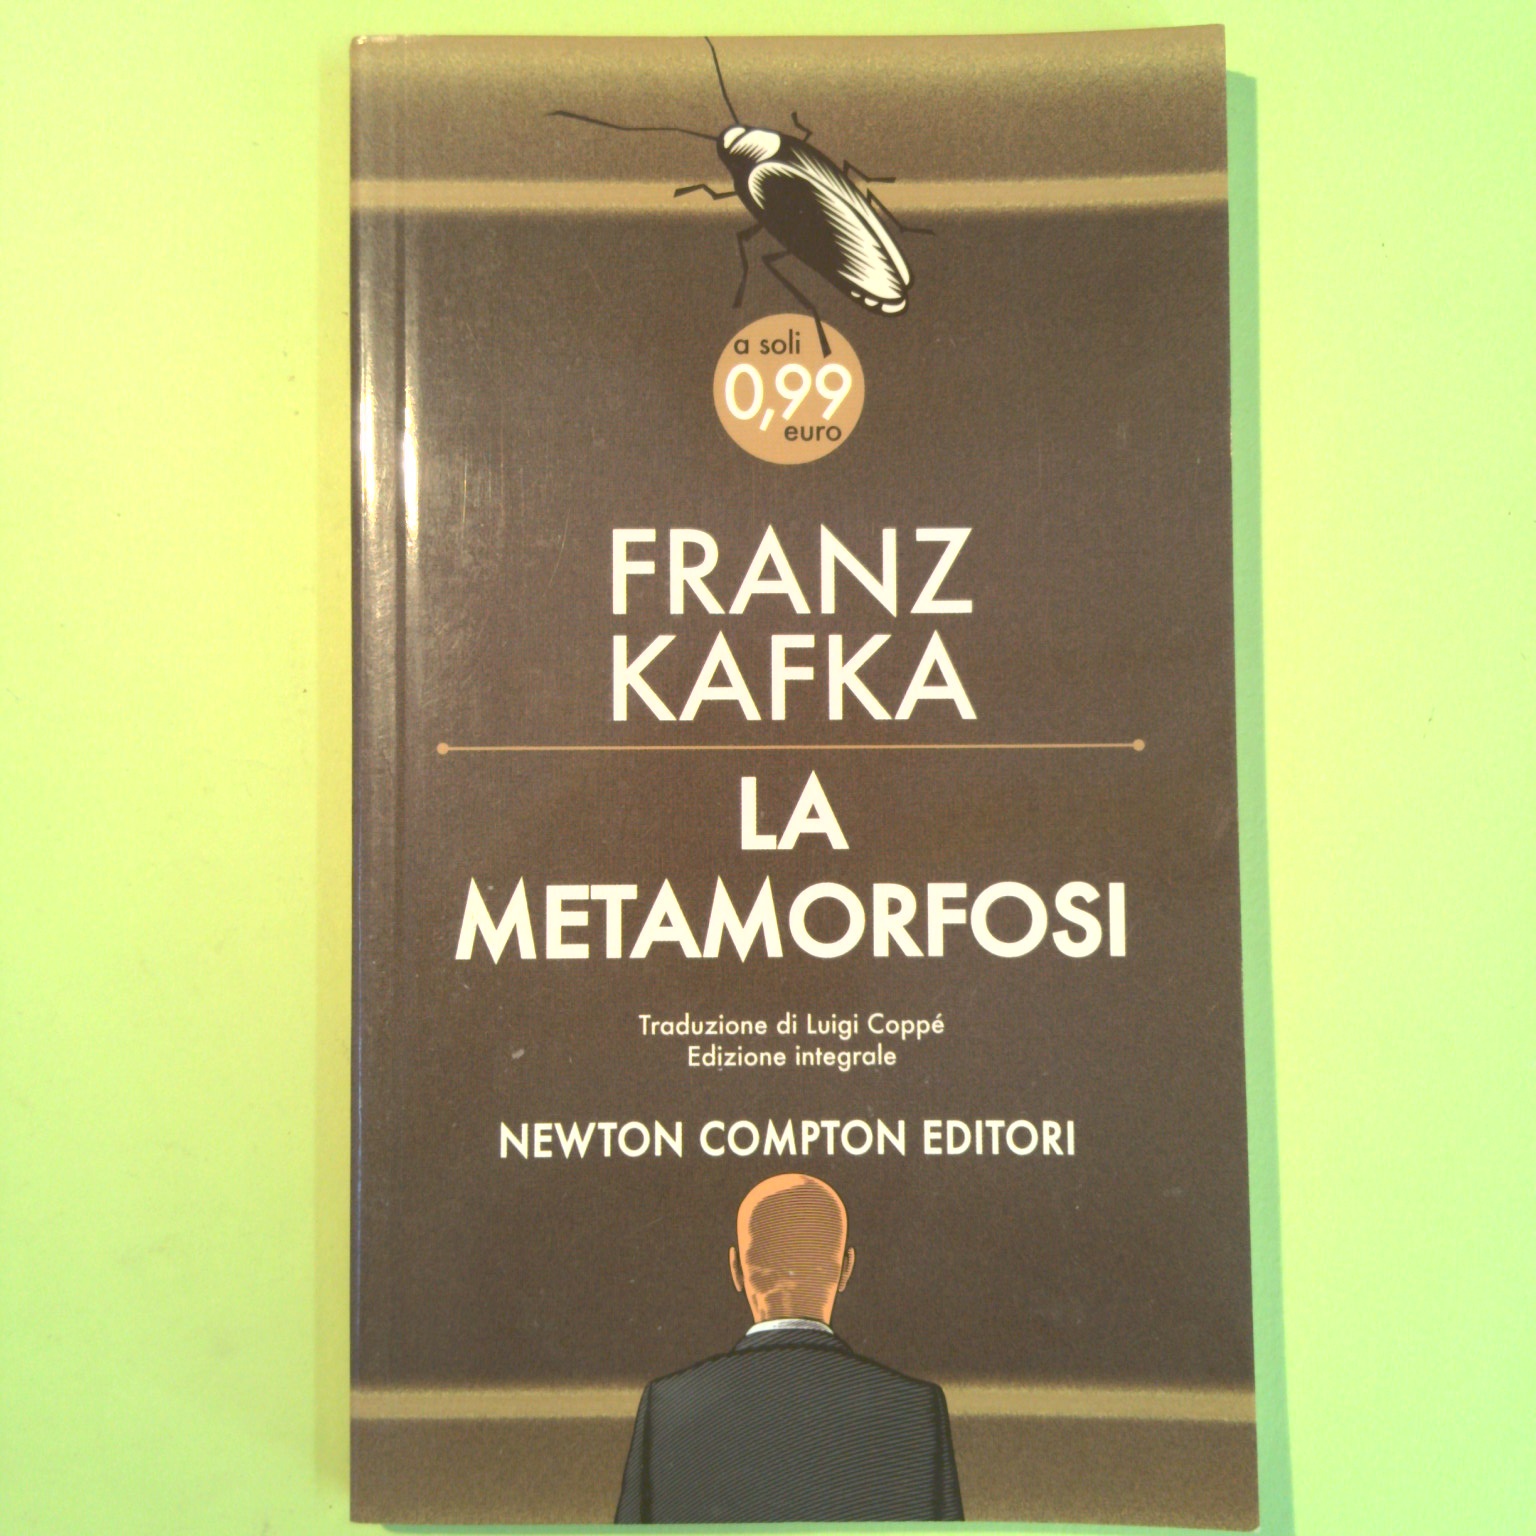 a soli
0,99
euro
FRANZ
KAFKA
LA
METAMORFOSI
Traduzione di Luigi Coppé
Edizione integrale
NEWTON COMPTON EDITORI